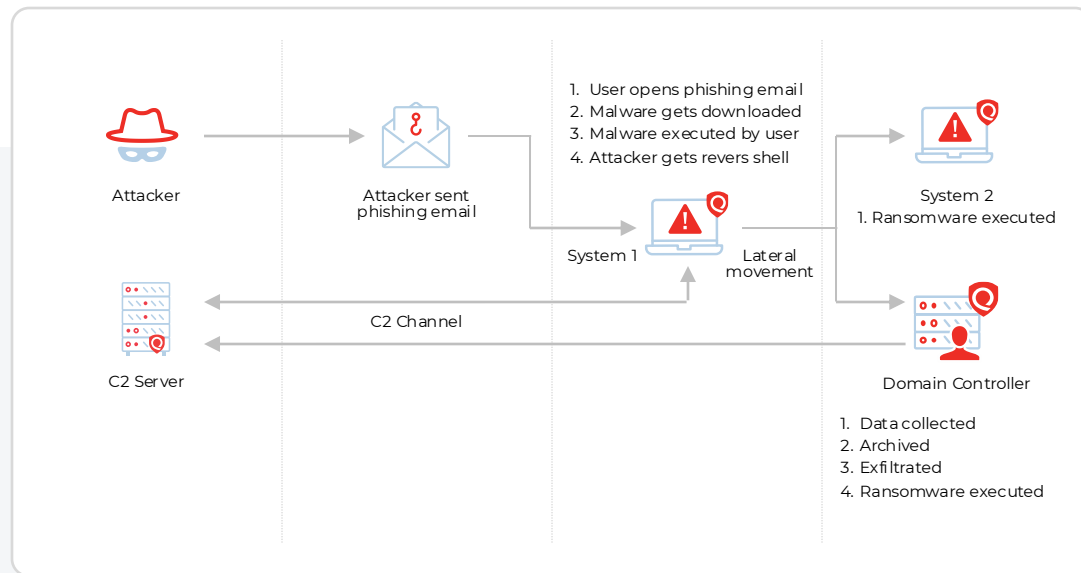 Attacker
Attacker sent
phishing email
1. User opens phishing email
2. Malware gets downloaded
3. Malware executed by user
4. Attacker gets revers shell
System 1
Lateral
movement
System 2
1. Ransomware executed
C2 Channel
C2 Server
Domain Controller
1. Data collected
2. Archived
3. Exfiltrated
4. Ransomware executed